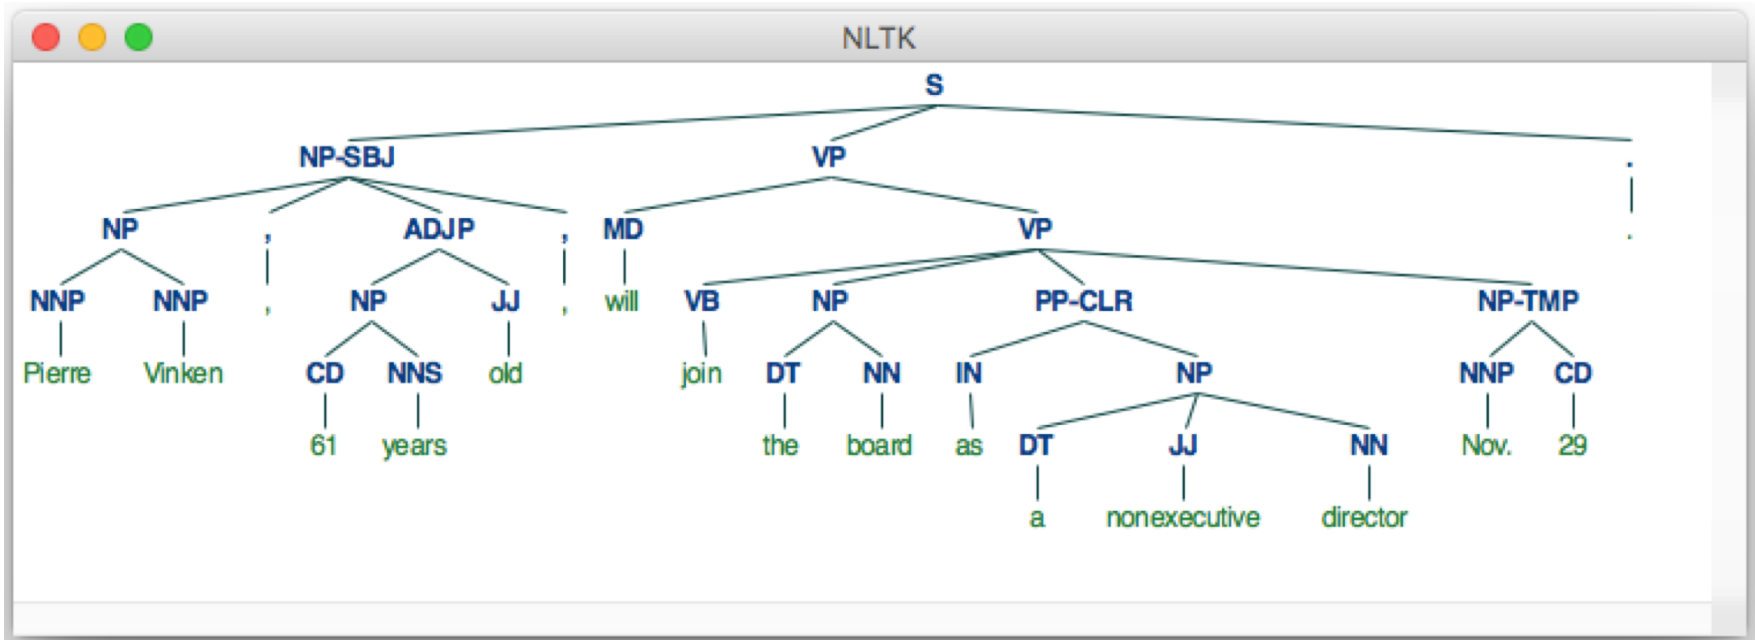 NLTK
S
NP-SBJ VP .
NP , ADJP , MD VP .
NNP NNP , NP JJ , will VB NP PP-CLR NP-TMP
Pierre Vinken CD NNS old join DT NN IN NP NNP CD
61 years the board as DT JJ NN Nov. 29
a nonexecutive director